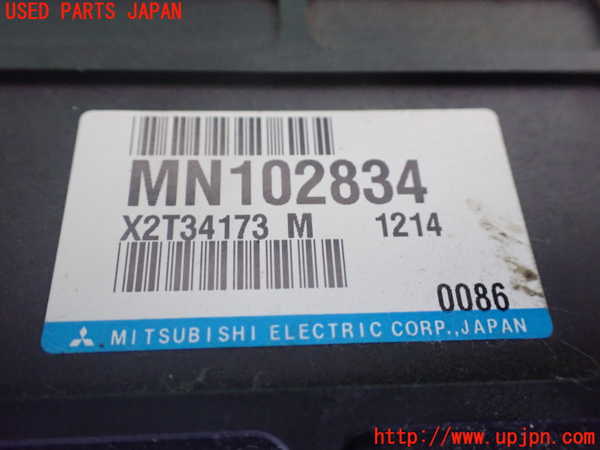 USED PARTS JAPAN
MN102834
X2T34173 M 1214
0086
MITSUBISHI ELECTRIC CORP.,JAPAN
http://www.upjpn.com/